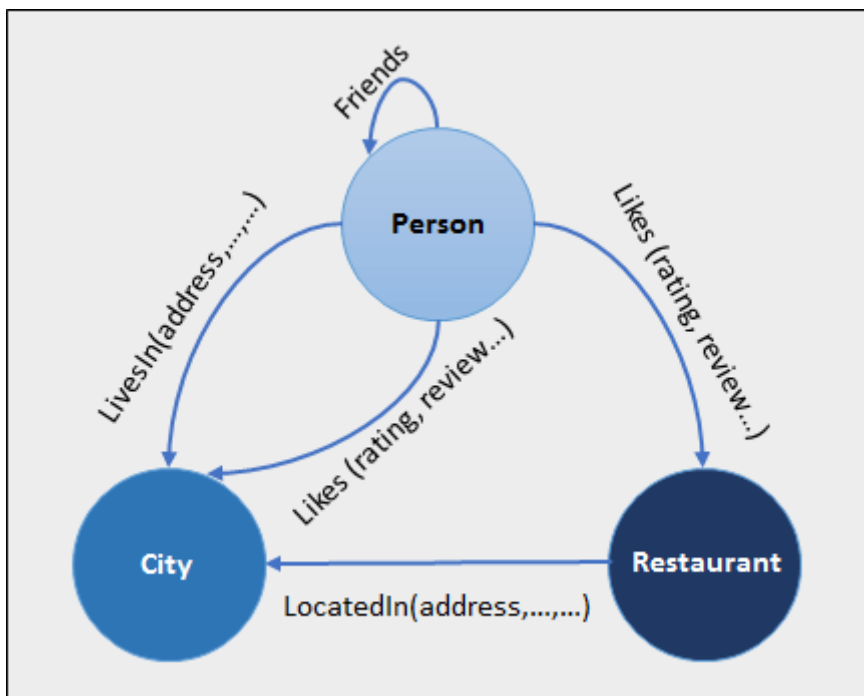 Friends
Person
LivesIn(address,...,...)
Likes (rating, review...)
Likes (rating, review...)
City
Restaurant
LocatedIn(address,...,...)